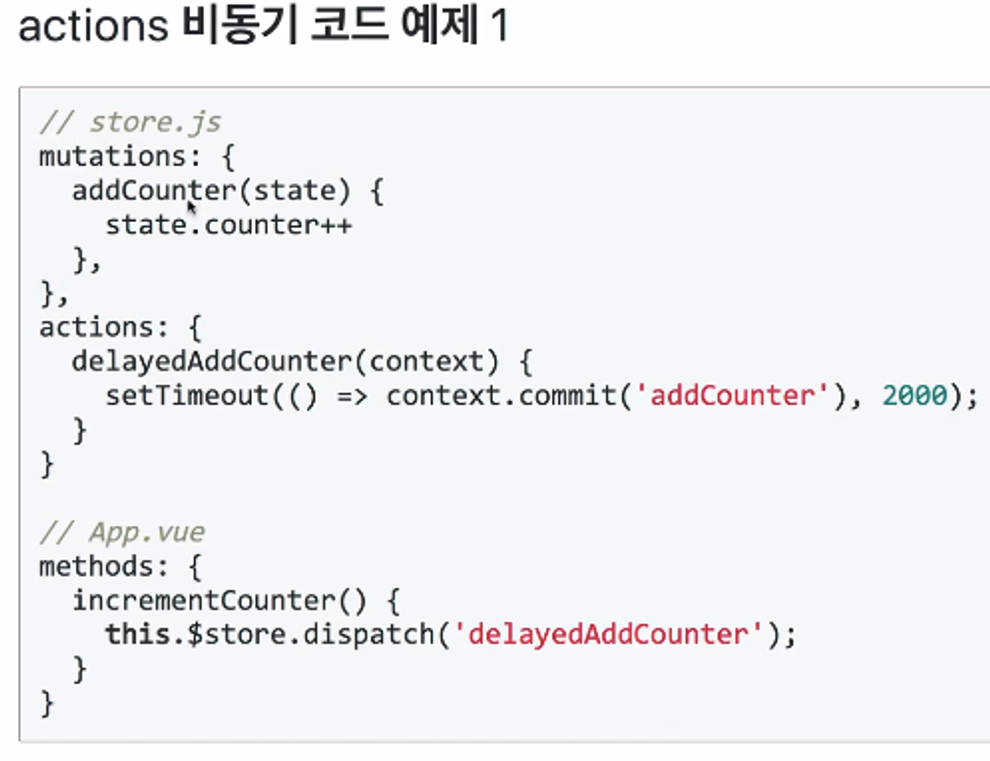 actions 비동기 코드 예제 1
// store.js
mutations: {
  addCounter(state) {
    state.counter++
  },
},
actions: {
  delayedAddCounter(context) {
    setTimeout(() => context.commit('addCounter'), 2000);
  }
}

// App.vue
methods: {
  incrementCounter() {
    this.$store.dispatch('delayedAddCounter');
  }
}